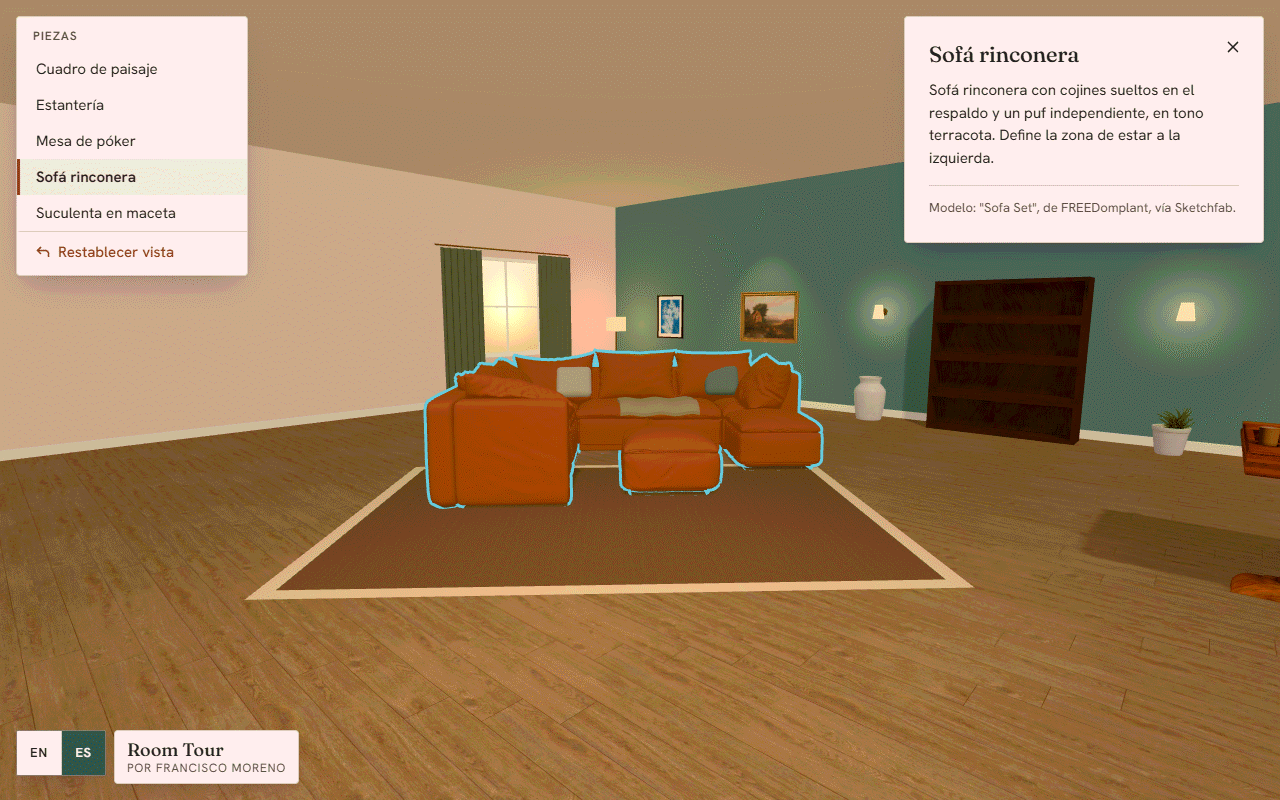 PIEZAS
Cuadro de paisaje
Estantería
Mesa de póker
Sofá rinconera
Suculenta en maceta
Restablecer vista
Sofá rinconera
Sofá rinconera con cojines sueltos en el
respaldo y un puf independiente, en tono
terracota. Define la zona de estar a la
izquierda.
Modelo: "Sofa Set", de FREEDomplant, vía Sketchfab.
EN ES
Room Tour
POR FRANCISCO MORENO